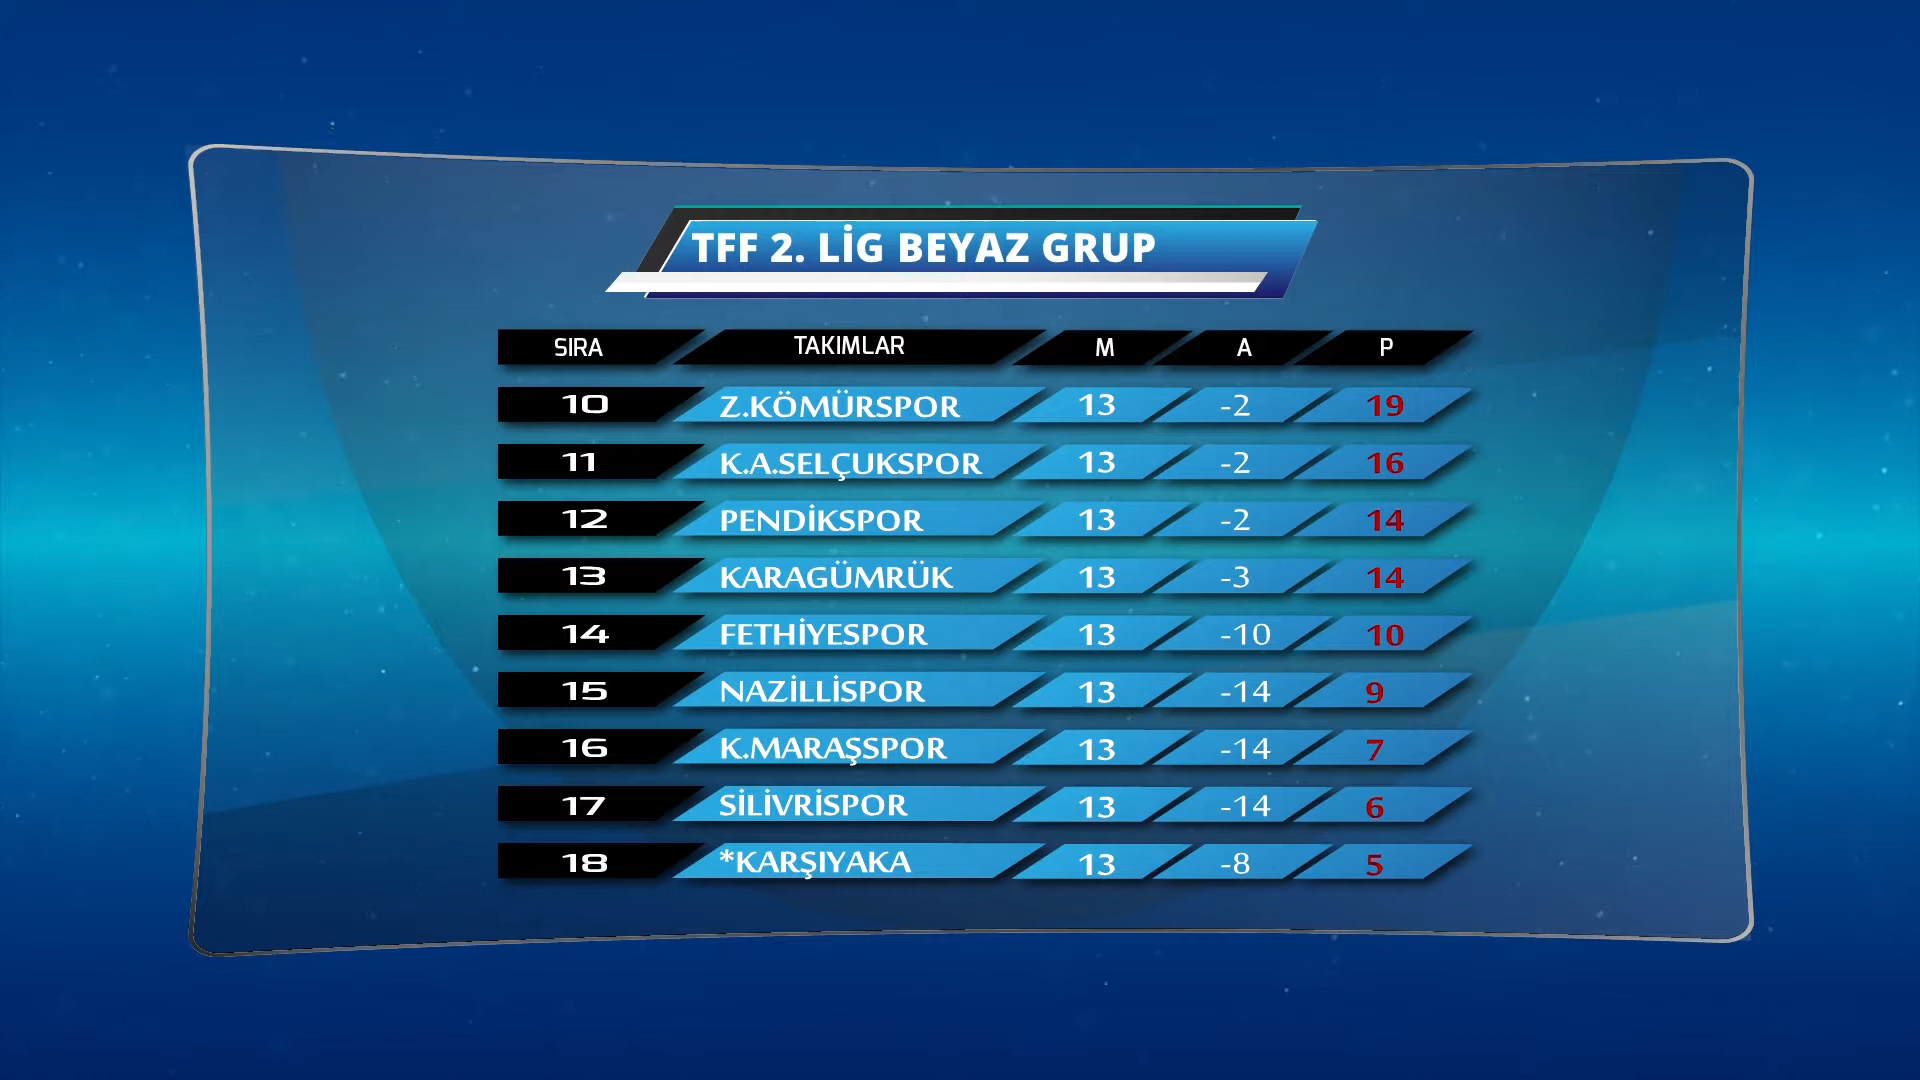 TFF 2. LİG BEYAZ GRUP
SIRA TAKIMLAR M A P
10 Z.KÖMÜRSPOR 13 -2 19
11 K.A.SELÇUKSPOR 13 -2 16
12 PENDİKSPOR 13 -2 14
13 KARAGÜMRÜK 13 -3 14
14 FETHİYESPOR 13 -10 10
15 NAZİLLİSPOR 13 -14 9
16 K.MARAŞSPOR 13 -14 7
17 SİLİVRİSPOR 13 -14 6
18 *KARŞIYAKA 13 -8 5